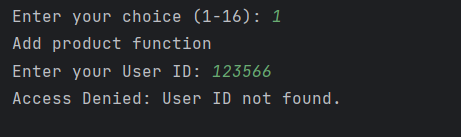 Enter your choice (1-16): 1
Add product function
Enter your User ID: 123566
Access Denied: User ID not found.